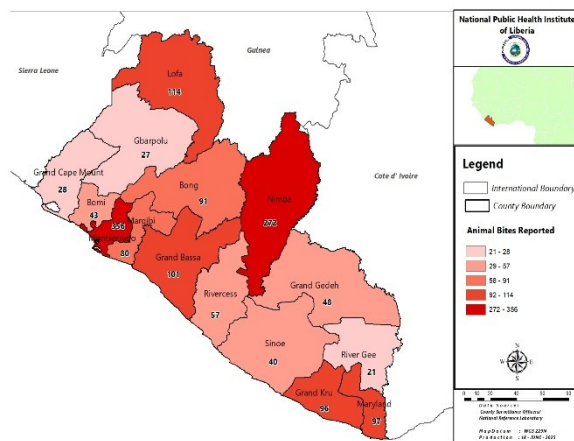 National Public Health Institute
of Liberia
Guinea
Sierra Leone
Lofa
114
Gbarpolu
27
Grand Cape Mount
28
Bomi
43
Bong
91
Nimba
272
Cote d' Ivoire
Margibi
356
Montserrado
80
Grand Bassa
101
Rivercess
57
Grand Gedeh
48
Sinoe
40
River Gee
21
Grand Kru
96
Maryland
97
Legend
International Boundary
County Boundary
Animal Bites Reported
21 - 28
29 - 57
58 - 91
92 - 114
272 - 356
N
W
E
S
Data Source:
County Surveillance Officers/
National Reference Laboratory